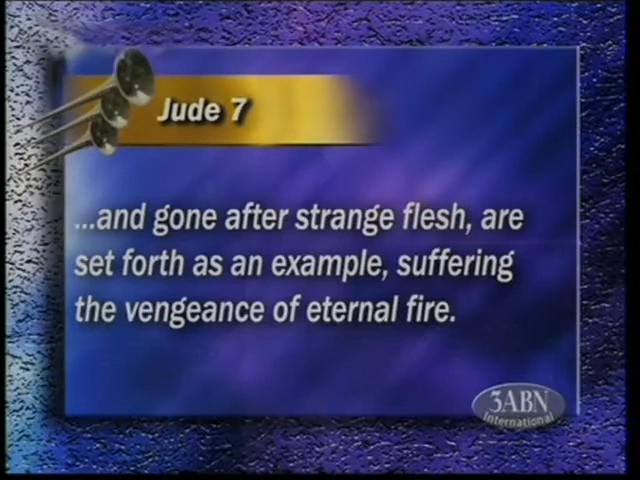 Jude 7
...and gone after strange flesh, are
set forth as an example, suffering
the vengeance of eternal fire.
3ABN
International